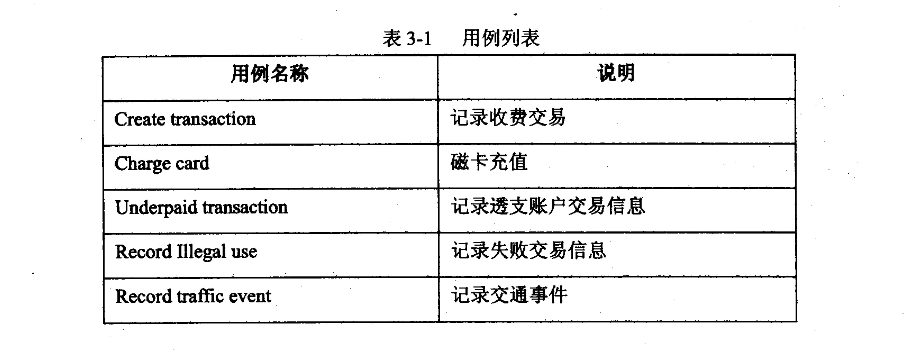 表 3-1 用例列表
用例名称 说明
Create transaction 记录收费交易
Charge card 磁卡充值
Underpaid transaction 记录透支账户交易信息
Record Illegal use 记录失败交易信息
Record traffic event 记录交通事件